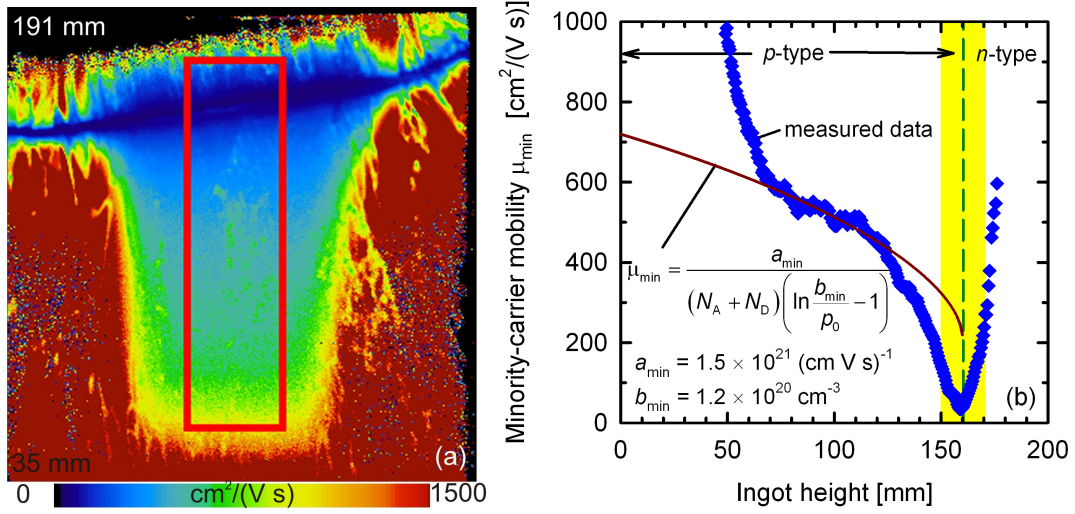 191 mm
35 mm
(a)
0 cm²/(V s) 1500
Minority-carrier mobility μmin [cm²/(V s)]
1000
800
600
400
200
0
p-type
n-type
measured data
μmin = amin / (NA + ND)(ln bmin/p0 − 1)
amin = 1.5 × 10²¹ (cm V s)⁻¹
bmin = 1.2 × 10²⁰ cm⁻³
(b)
0 50 100 150 200
Ingot height [mm]